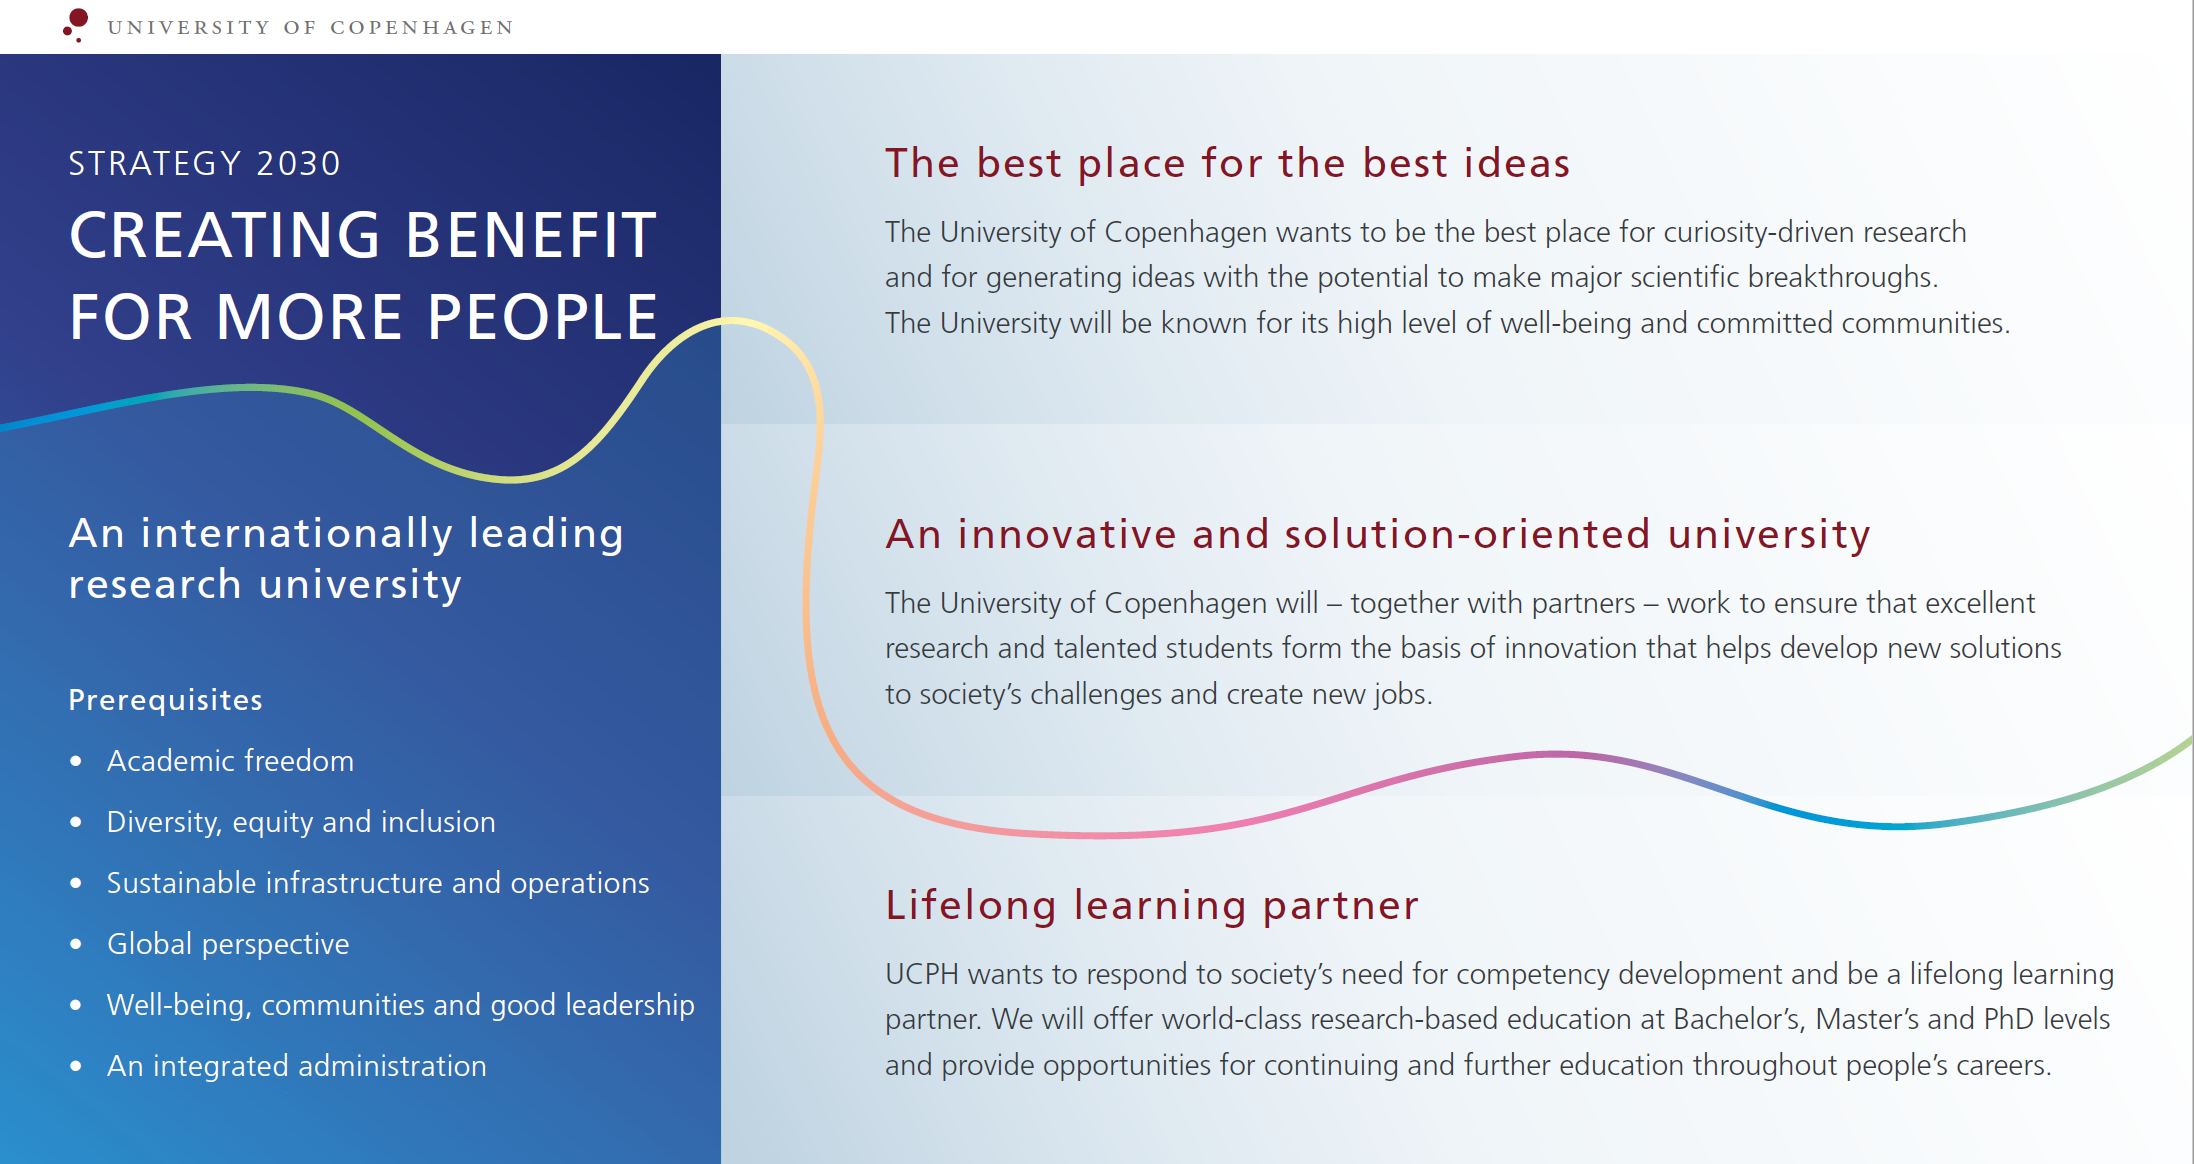 UNIVERSITY OF COPENHAGEN
STRATEGY 2030
CREATING BENEFIT
FOR MORE PEOPLE
An internationally leading
research university
Prerequisites
• Academic freedom
• Diversity, equity and inclusion
• Sustainable infrastructure and operations
• Global perspective
• Well-being, communities and good leadership
• An integrated administration
The best place for the best ideas
The University of Copenhagen wants to be the best place for curiosity-driven research
and for generating ideas with the potential to make major scientific breakthroughs.
The University will be known for its high level of well-being and committed communities.
An innovative and solution-oriented university
The University of Copenhagen will – together with partners – work to ensure that excellent
research and talented students form the basis of innovation that helps develop new solutions
to society’s challenges and create new jobs.
Lifelong learning partner
UCPH wants to respond to society’s need for competency development and be a lifelong learning
partner. We will offer world-class research-based education at Bachelor’s, Master’s and PhD levels
and provide opportunities for continuing and further education throughout people’s careers.